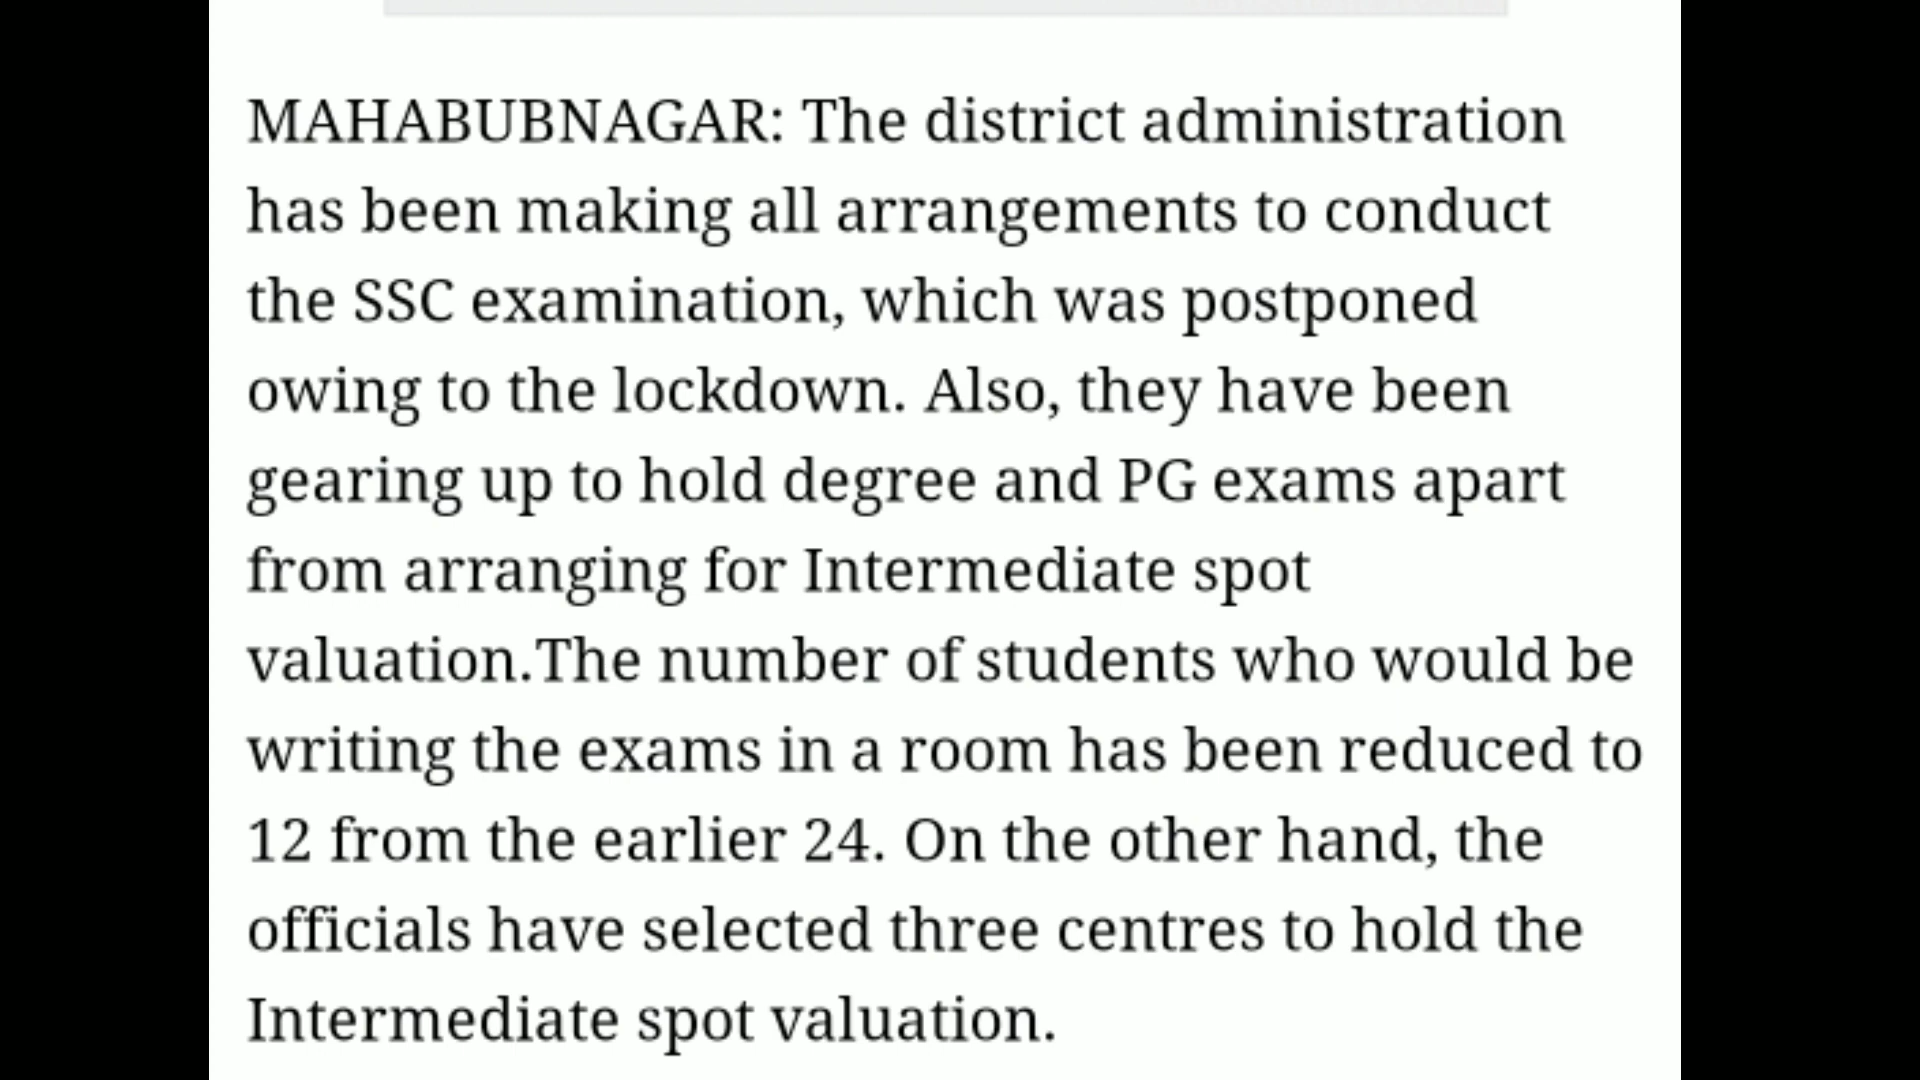 MAHABUBNAGAR: The district administration
has been making all arrangements to conduct
the SSC examination, which was postponed
owing to the lockdown. Also, they have been
gearing up to hold degree and PG exams apart
from arranging for Intermediate spot
valuation.The number of students who would be
writing the exams in a room has been reduced to
12 from the earlier 24. On the other hand, the
officials have selected three centres to hold the
Intermediate spot valuation.